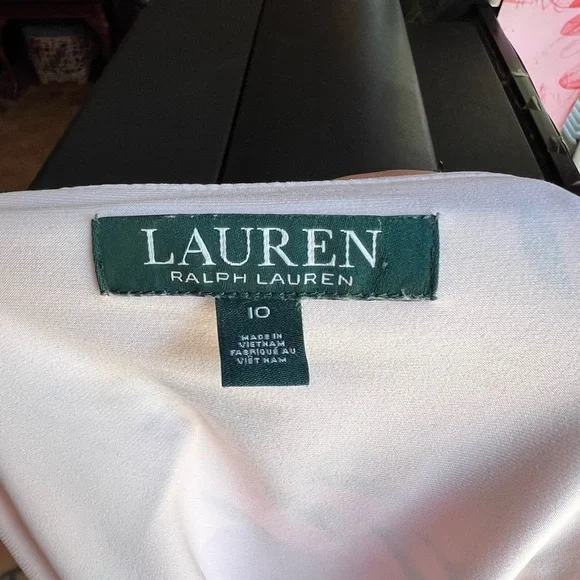 LAUREN
RALPH LAUREN
10
MADE IN
VIETNAM
FABRIQUÉ AU
VIÊT NAM